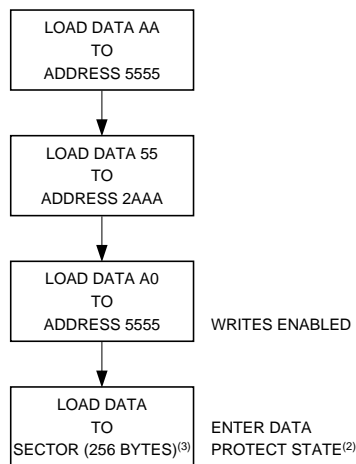 LOAD DATA AA
TO
ADDRESS 5555
LOAD DATA 55
TO
ADDRESS 2AAA
LOAD DATA A0
TO
ADDRESS 5555
WRITES ENABLED
LOAD DATA
TO
SECTOR (256 BYTES)(3)
ENTER DATA
PROTECT STATE(2)